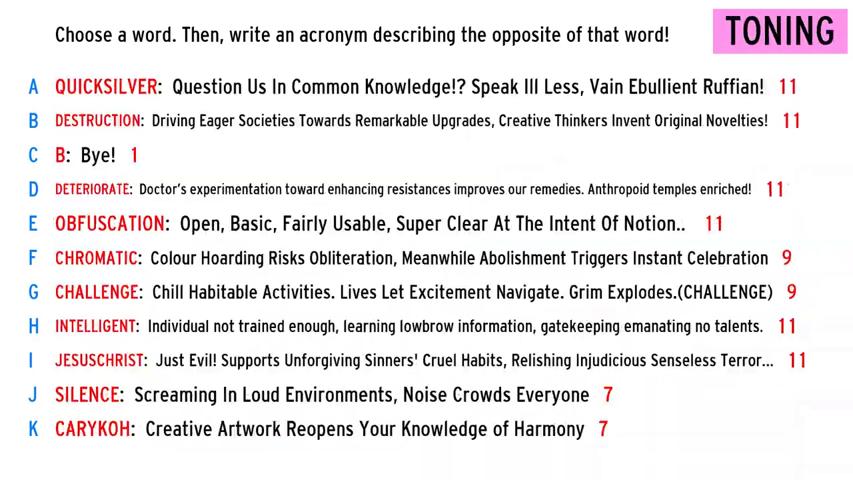 Choose a word. Then, write an acronym describing the opposite of that word!
TONING
A QUICKSILVER: Question Us In Common Knowledge!? Speak Ill Less, Vain Ebullient Ruffian! 11
B DESTRUCTION: Driving Eager Societies Towards Remarkable Upgrades, Creative Thinkers Invent Original Novelties! 11
C B: Bye! 1
D DETERIORATE: Doctor's experimentation toward enhancing resistances improves our remedies. Anthropoid temples enriched! 11
E OBFUSCATION: Open, Basic, Fairly Usable, Super Clear At The Intent Of Notion.. 11
F CHROMATIC: Colour Hoarding Risks Obliteration, Meanwhile Abolishment Triggers Instant Celebration 9
G CHALLENGE: Chill Habitable Activities. Lives Let Excitement Navigate. Grim Explodes.(CHALLENGE) 9
H INTELLIGENT: Individual not trained enough, learning lowbrow information, gatekeeping emanating no talents. 11
I JESUSCHRIST: Just Evil! Supports Unforgiving Sinners' Cruel Habits, Relishing Injudicious Senseless Terror... 11
J SILENCE: Screaming In Loud Environments, Noise Crowds Everyone 7
K CARYKOH: Creative Artwork Reopens Your Knowledge of Harmony 7